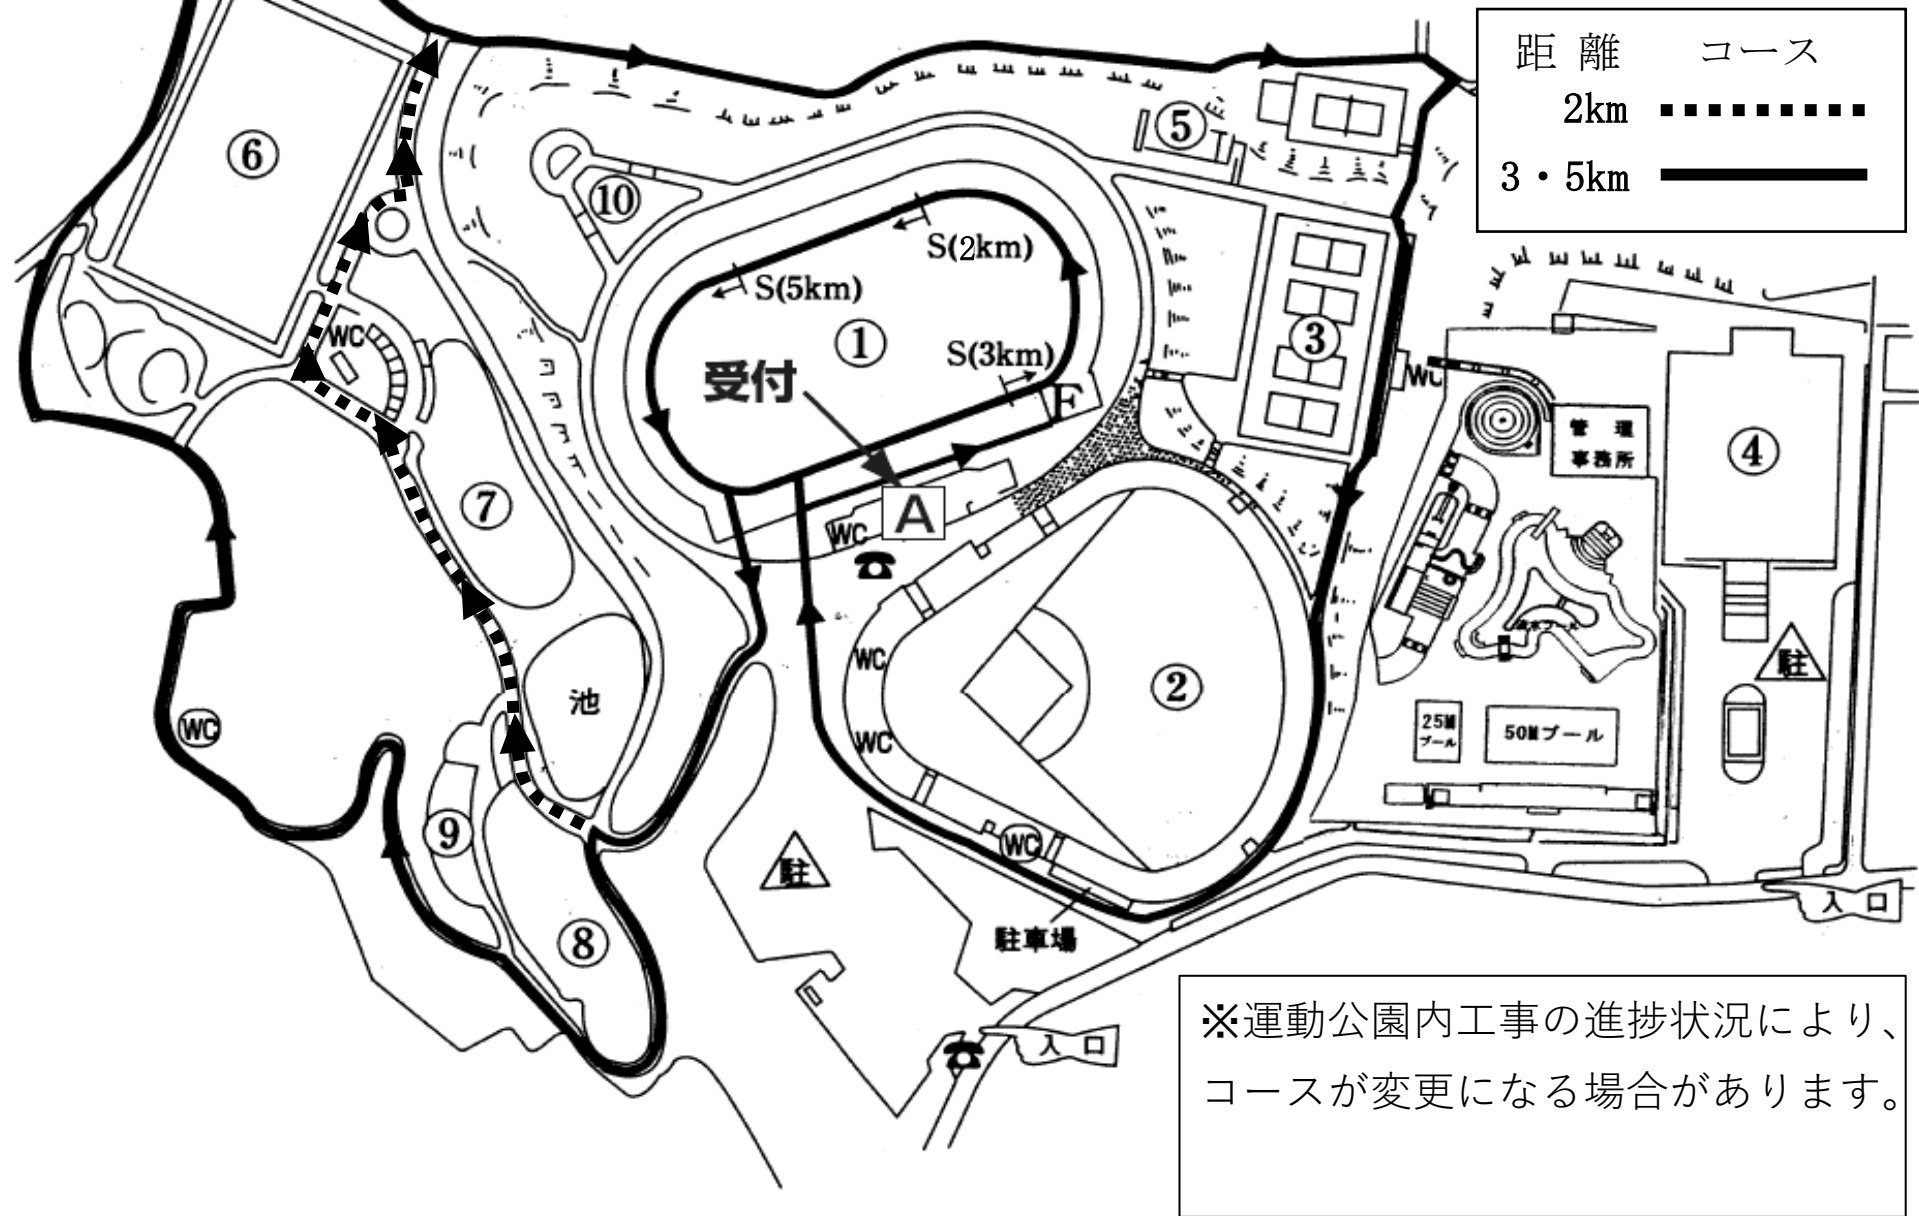 距 離 コース
2km
3・5km
⑥
⑤
⑩
S(2km)
S(5km)
①
③
WC
S(3km)
受付
F
WC
管 理
事務所
④
⑦
A
WC
WC
池
②
駐
WC
25M
プール
50Mプール
WC
⑨
WC
駐
入 口
⑧
駐車場
入 口
※運動公園内工事の進捗状況により、
コースが変更になる場合があります。